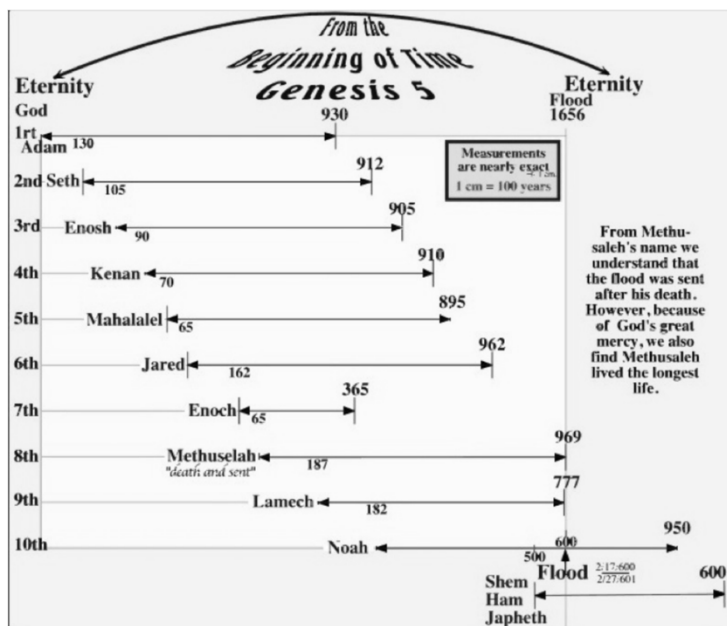 From the
Beginning of Time
Genesis 5
Eternity
Eternity
God
Flood
1656
1rt
Adam 130
930
Measurements
are nearly exact
1 cm = 100 years
2nd Seth
105
912
3rd Enosh
90
905
From Methu-
saleh's name we
understand that
the flood was sent
after his death.
However, because
of God's great
mercy, we also
find Methusaleh
lived the longest
life.
4th Kenan
70
910
5th Mahalalel
65
895
6th Jared
162
962
7th Enoch
65
365
8th Methuselah
"death and sent"
187
969
9th Lamech
182
777
10th Noah
500
600
950
Flood 2/17:600
2/27:601
Shem
Ham
Japheth
600